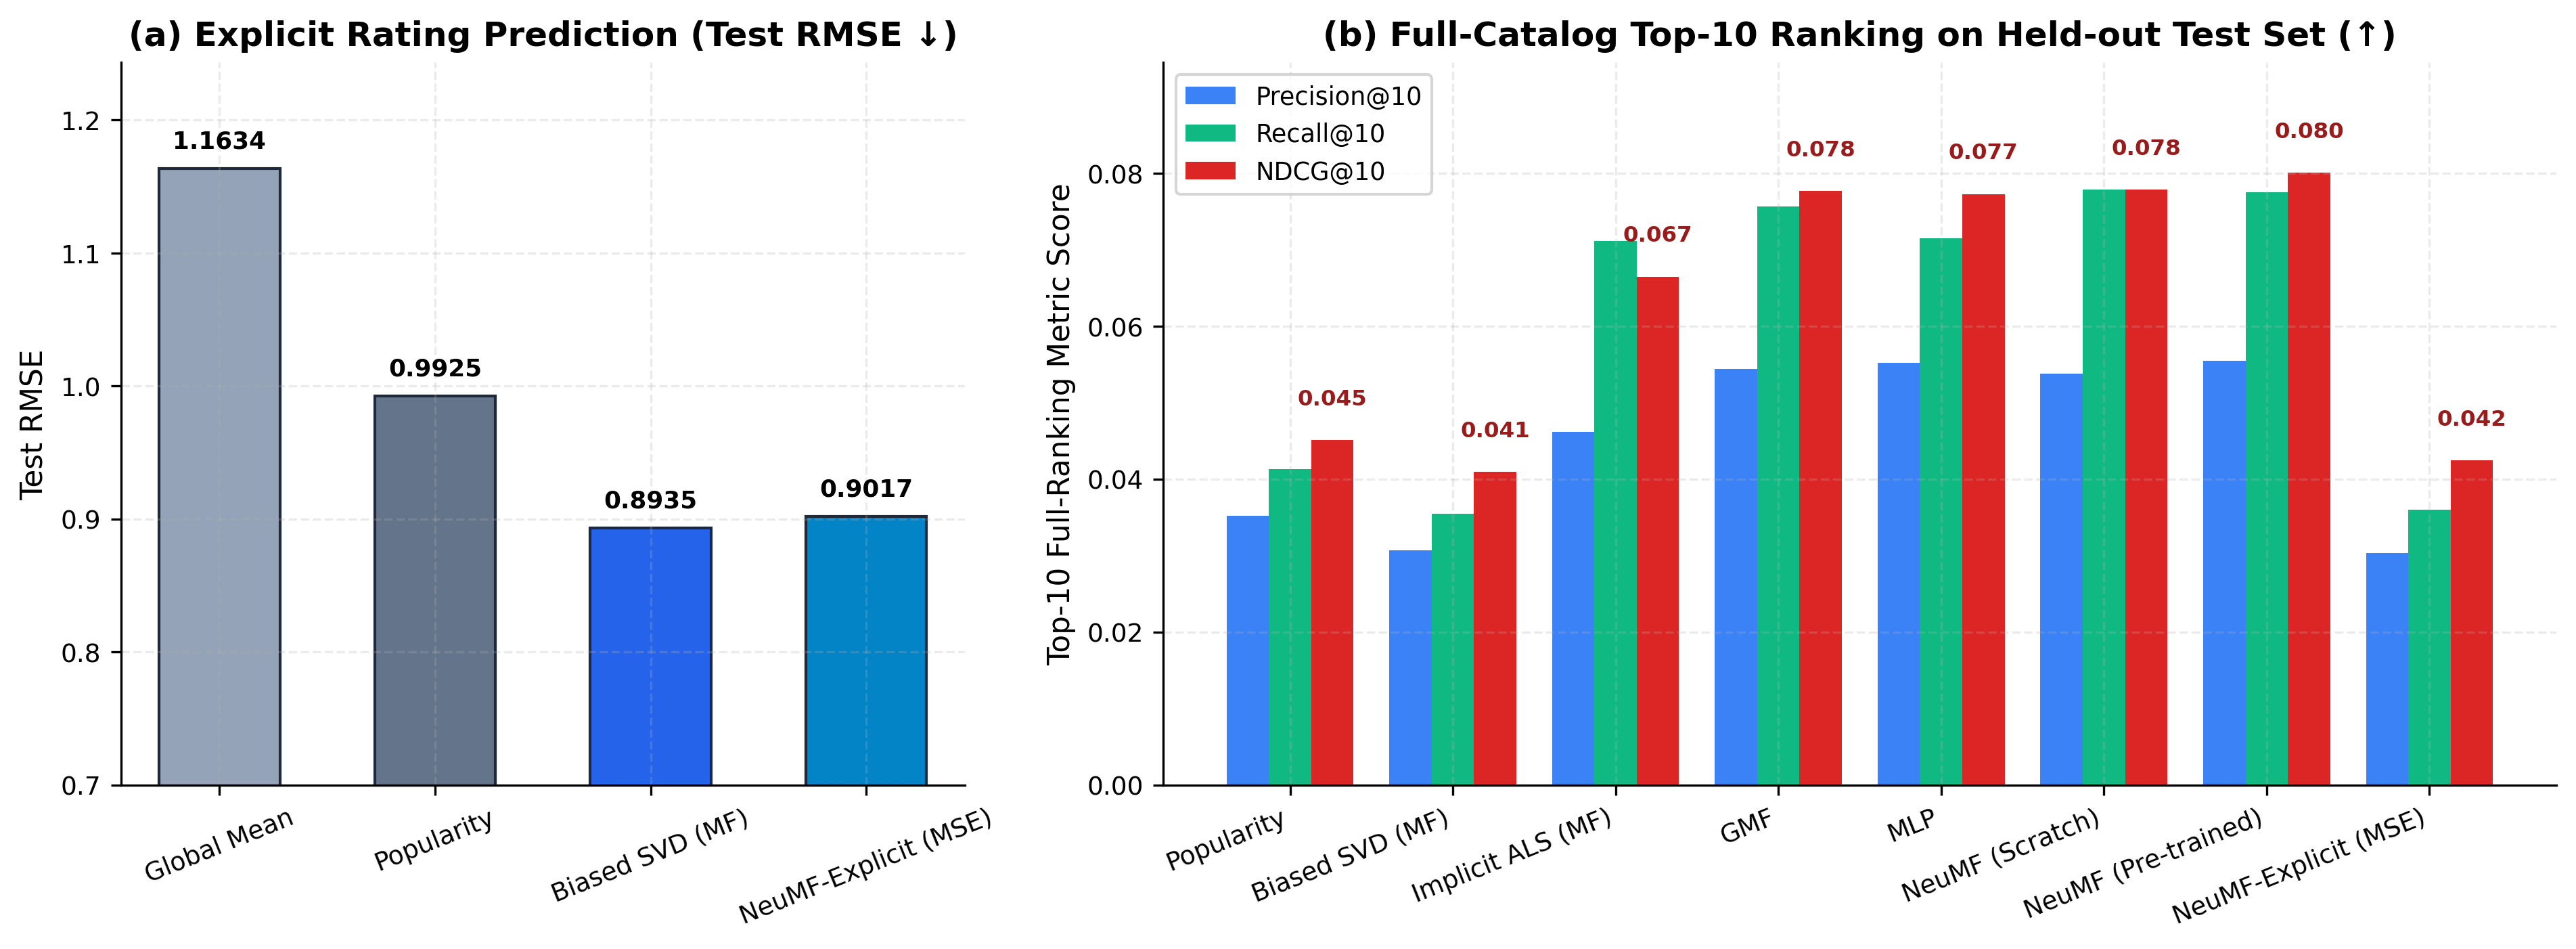 (a) Explicit Rating Prediction (Test RMSE ↓)
Test RMSE
1.2
1.1
1.0
0.9
0.8
0.7
1.1634
0.9925
0.8935
0.9017
Global Mean
Popularity
Biased SVD (MF)
NeuMF-Explicit (MSE)
(b) Full-Catalog Top-10 Ranking on Held-out Test Set (↑)
Top-10 Full-Ranking Metric Score
0.08
0.06
0.04
0.02
0.00
Precision@10
Recall@10
NDCG@10
0.045
0.041
0.067
0.078
0.077
0.078
0.080
0.042
Popularity
Biased SVD (MF)
Implicit ALS (MF)
GMF
MLP
NeuMF (Scratch)
NeuMF (Pre-trained)
NeuMF-Explicit (MSE)